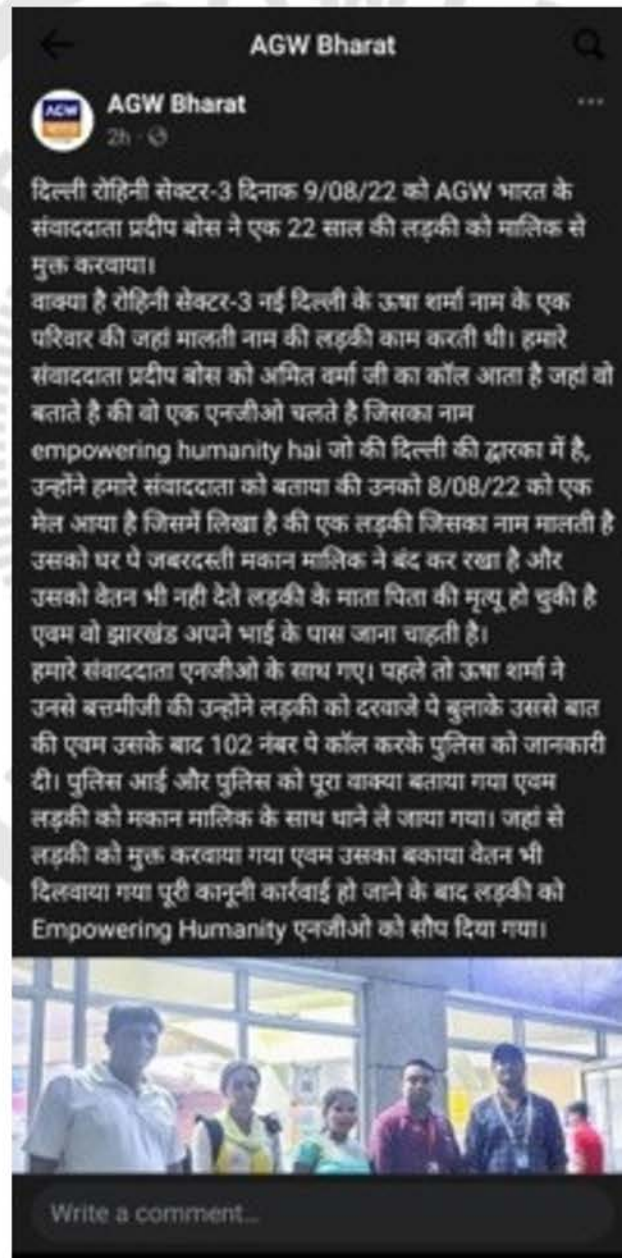 AGW Bharat
AGW Bharat
2h
दिल्ली रोहिनी सेक्टर-3 दिनाक 9/08/22 को AGW भारत के
संवाददाता प्रदीप बोस ने एक 22 साल की लड़की को मालिक से
मुक्त करवाया।
वाक्या है रोहिनी सेक्टर-3 नई दिल्ली के ऊषा शर्मा नाम के एक
परिवार की जहां मालती नाम की लड़की काम करती थी। हमारे
संवाददाता प्रदीप बोस को अमित वर्मा जी का कॉल आता है जहां वो
बताते है की वो एक एनजीओ चलते है जिसका नाम
empowering humanity hai जो की दिल्ली की द्वारका में है,
उन्होंने हमारे संवाददाता को बताया की उनको 8/08/22 को एक
मेल आया है जिसमें लिखा है की एक लड़की जिसका नाम मालती है
उसको घर पे जबरदस्ती मकान मालिक ने बंद कर रखा है और
उसको वेतन भी नही देते लड़की के माता पिता की मृत्यू हो चुकी है
एवम वो झारखंड अपने भाई के पास जाना चाहती है।
हमारे संवाददाता एनजीओ के साथ गए। पहले तो ऊषा शर्मा ने
उनसे बत्तमीजी की उन्होंने लड़की को दरवाजे पे बुलाके उससे बात
की एवम उसके बाद 102 नंबर पे कॉल करके पुलिस को जानकारी
दी। पुलिस आई और पुलिस को पूरा वाक्या बताया गया एवम
लड़की को मकान मालिक के साथ थाने ले जाया गया। जहां से
लड़की को मुक्त करवाया गया एवम उसका बकाया वेतन भी
दिलवाया गया पूरी कानूनी कार्रवाई हो जाने के बाद लड़की को
Empowering Humanity एनजीओ को सौप दिया गया।
Write a comment...